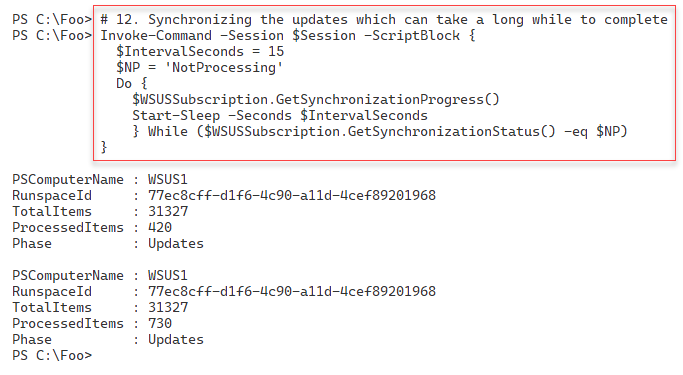 PS C:\Foo> # 12. Synchronizing the updates which can take a long while to complete
PS C:\Foo> Invoke-Command -Session $Session -ScriptBlock {
  $IntervalSeconds = 15
  $NP = 'NotProcessing'
  Do {
    $WSUSSubscription.GetSynchronizationProgress()
    Start-Sleep -Seconds $IntervalSeconds
    } While ($WSUSSubscription.GetSynchronizationStatus() -eq $NP)
}

PSComputerName : WSUS1
RunspaceId     : 77ec8cff-d1f6-4c90-a11d-4cef89201968
TotalItems     : 31327
ProcessedItems : 420
Phase          : Updates

PSComputerName : WSUS1
RunspaceId     : 77ec8cff-d1f6-4c90-a11d-4cef89201968
TotalItems     : 31327
ProcessedItems : 730
Phase          : Updates
PS C:\Foo>